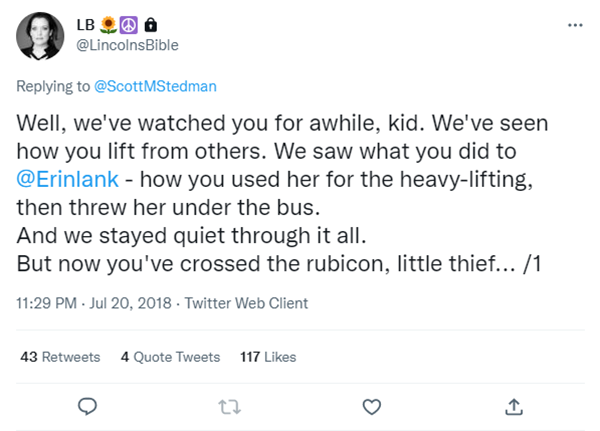 LB 🌻☮️🔒
@LincolnsBible
Replying to @ScottMStedman
Well, we've watched you for awhile, kid. We've seen
how you lift from others. We saw what you did to
@Erinlank - how you used her for the heavy-lifting,
then threw her under the bus.
And we stayed quiet through it all.
But now you've crossed the rubicon, little thief... /1
11:29 PM · Jul 20, 2018 · Twitter Web Client
43 Retweets 4 Quote Tweets 117 Likes